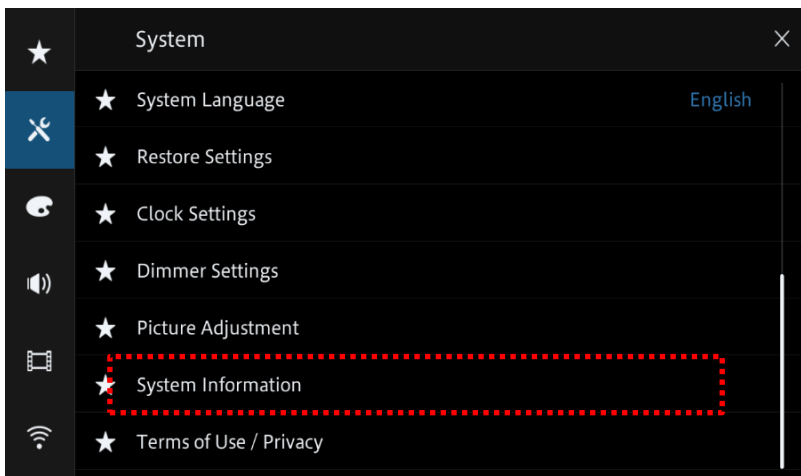 System
System Language English
Restore Settings
Clock Settings
Dimmer Settings
Picture Adjustment
System Information
Terms of Use / Privacy